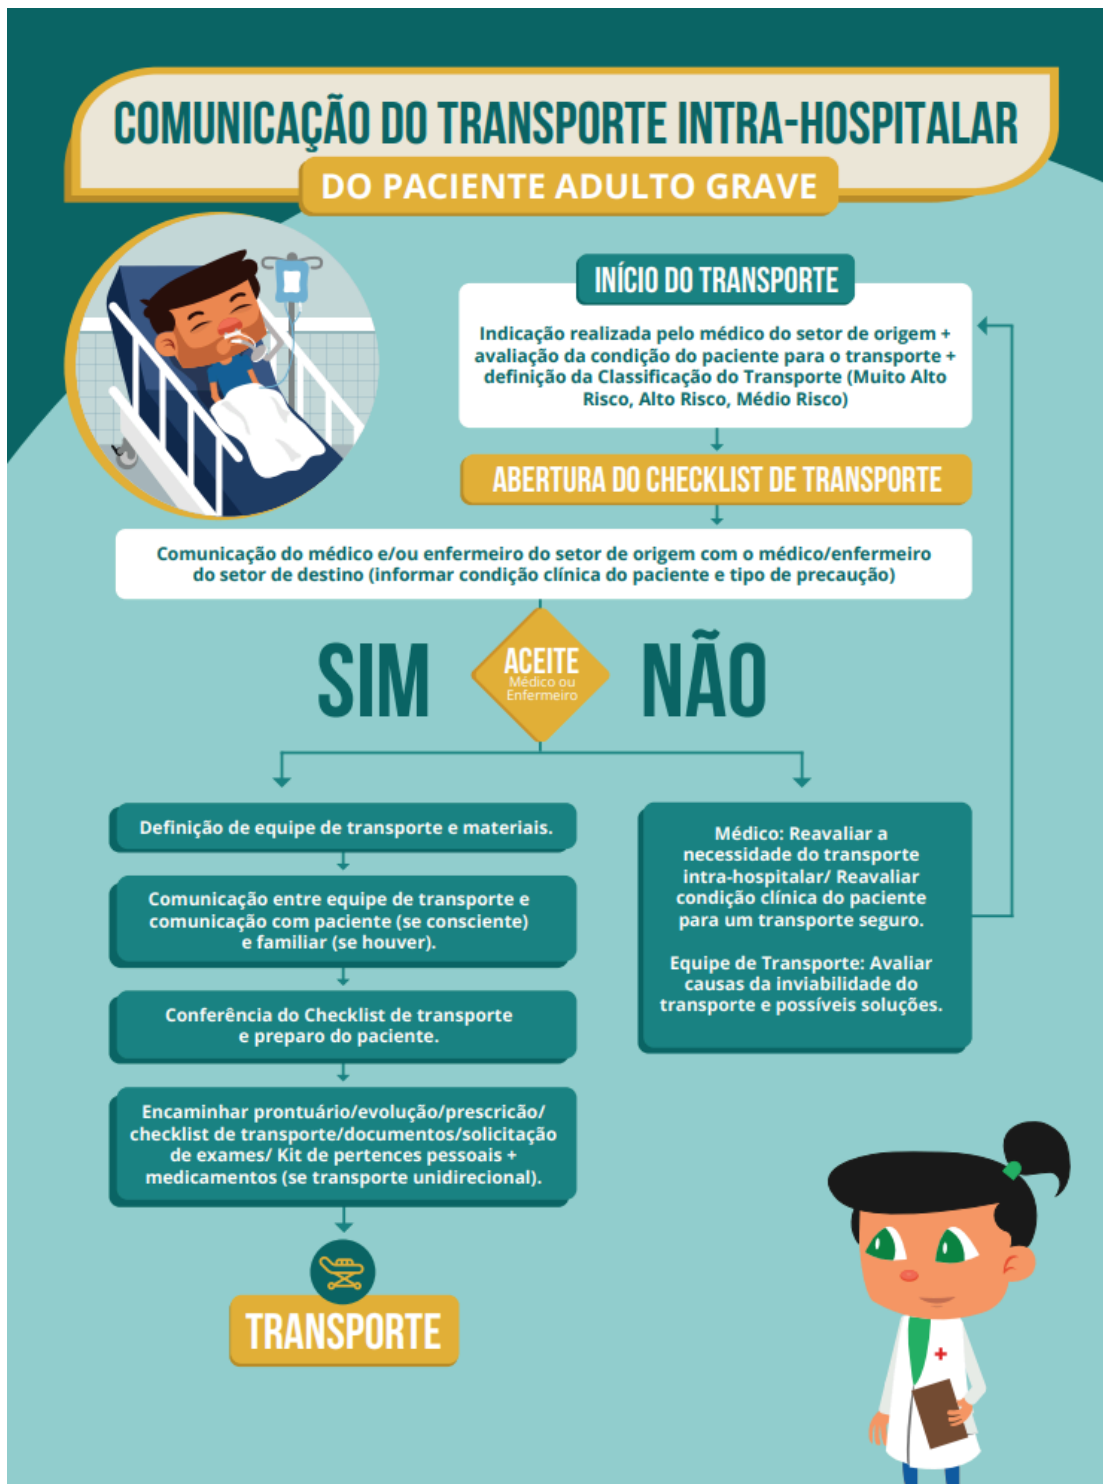 COMUNICAÇÃO DO TRANSPORTE INTRA-HOSPITALAR
DO PACIENTE ADULTO GRAVE
INÍCIO DO TRANSPORTE
Indicação realizada pelo médico do setor de origem +
avaliação da condição do paciente para o transporte +
definição da Classificação do Transporte (Muito Alto
Risco, Alto Risco, Médio Risco)
ABERTURA DO CHECKLIST DE TRANSPORTE
Comunicação do médico e/ou enfermeiro do setor de origem com o médico/enfermeiro
do setor de destino (informar condição clínica do paciente e tipo de precaução)
SIM
ACEITE
Médico ou
Enfermeiro
NÃO
Definição de equipe de transporte e materiais.
Comunicação entre equipe de transporte e
comunicação com paciente (se consciente)
e familiar (se houver).
Conferência do Checklist de transporte
e preparo do paciente.
Encaminhar prontuário/evolução/prescricão/
checklist de transporte/documentos/solicitação
de exames/ Kit de pertences pessoais +
medicamentos (se transporte unidirecional).
TRANSPORTE
Médico: Reavaliar a
necessidade do transporte
intra-hospitalar/ Reavaliar
condição clínica do paciente
para um transporte seguro.
Equipe de Transporte: Avaliar
causas da inviabilidade do
transporte e possíveis soluções.